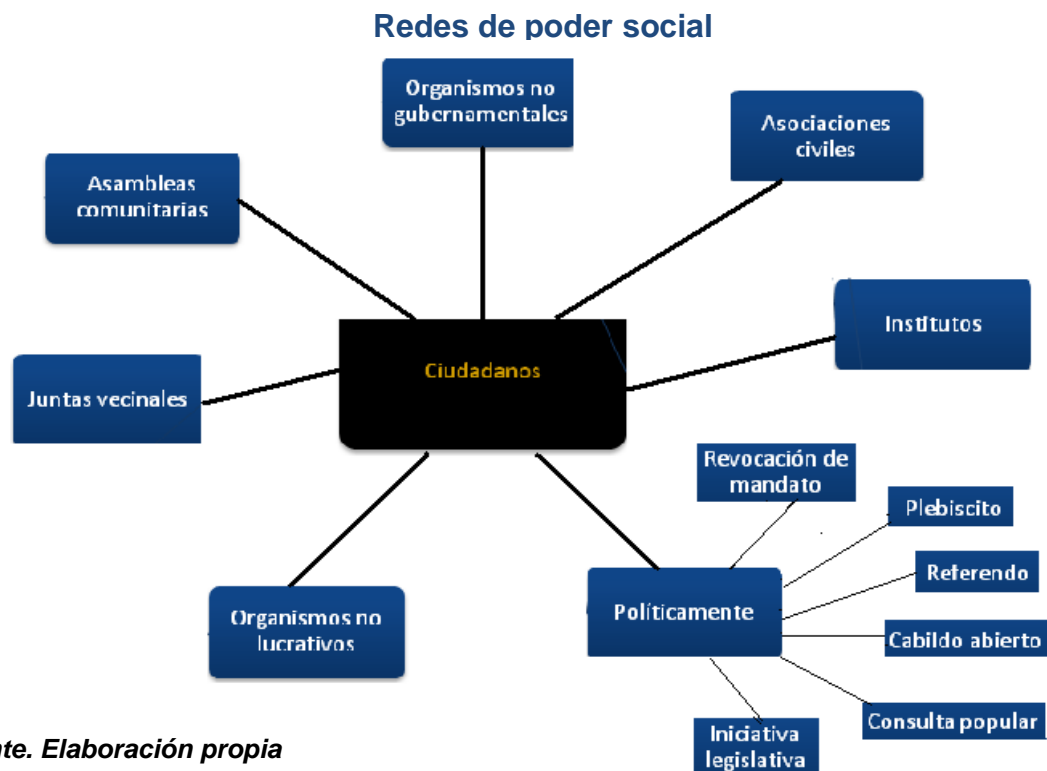 Redes de poder social
Organismos no
gubernamentales
Asociaciones
civiles
Asambleas
comunitarias
Institutos
Ciudadanos
Juntas vecinales
Revocación de
mandato
Plebiscito
Referendo
Políticamente
Organismos no
lucrativos
Cabildo abierto
Consulta popular
Iniciativa
legislativa
nte. Elaboración propia